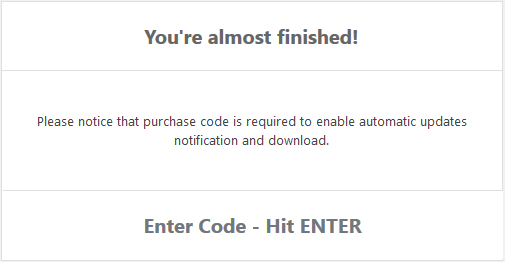 You're almost finished!
Please notice that purchase code is required to enable automatic updates
notification and download.
Enter Code - Hit ENTER